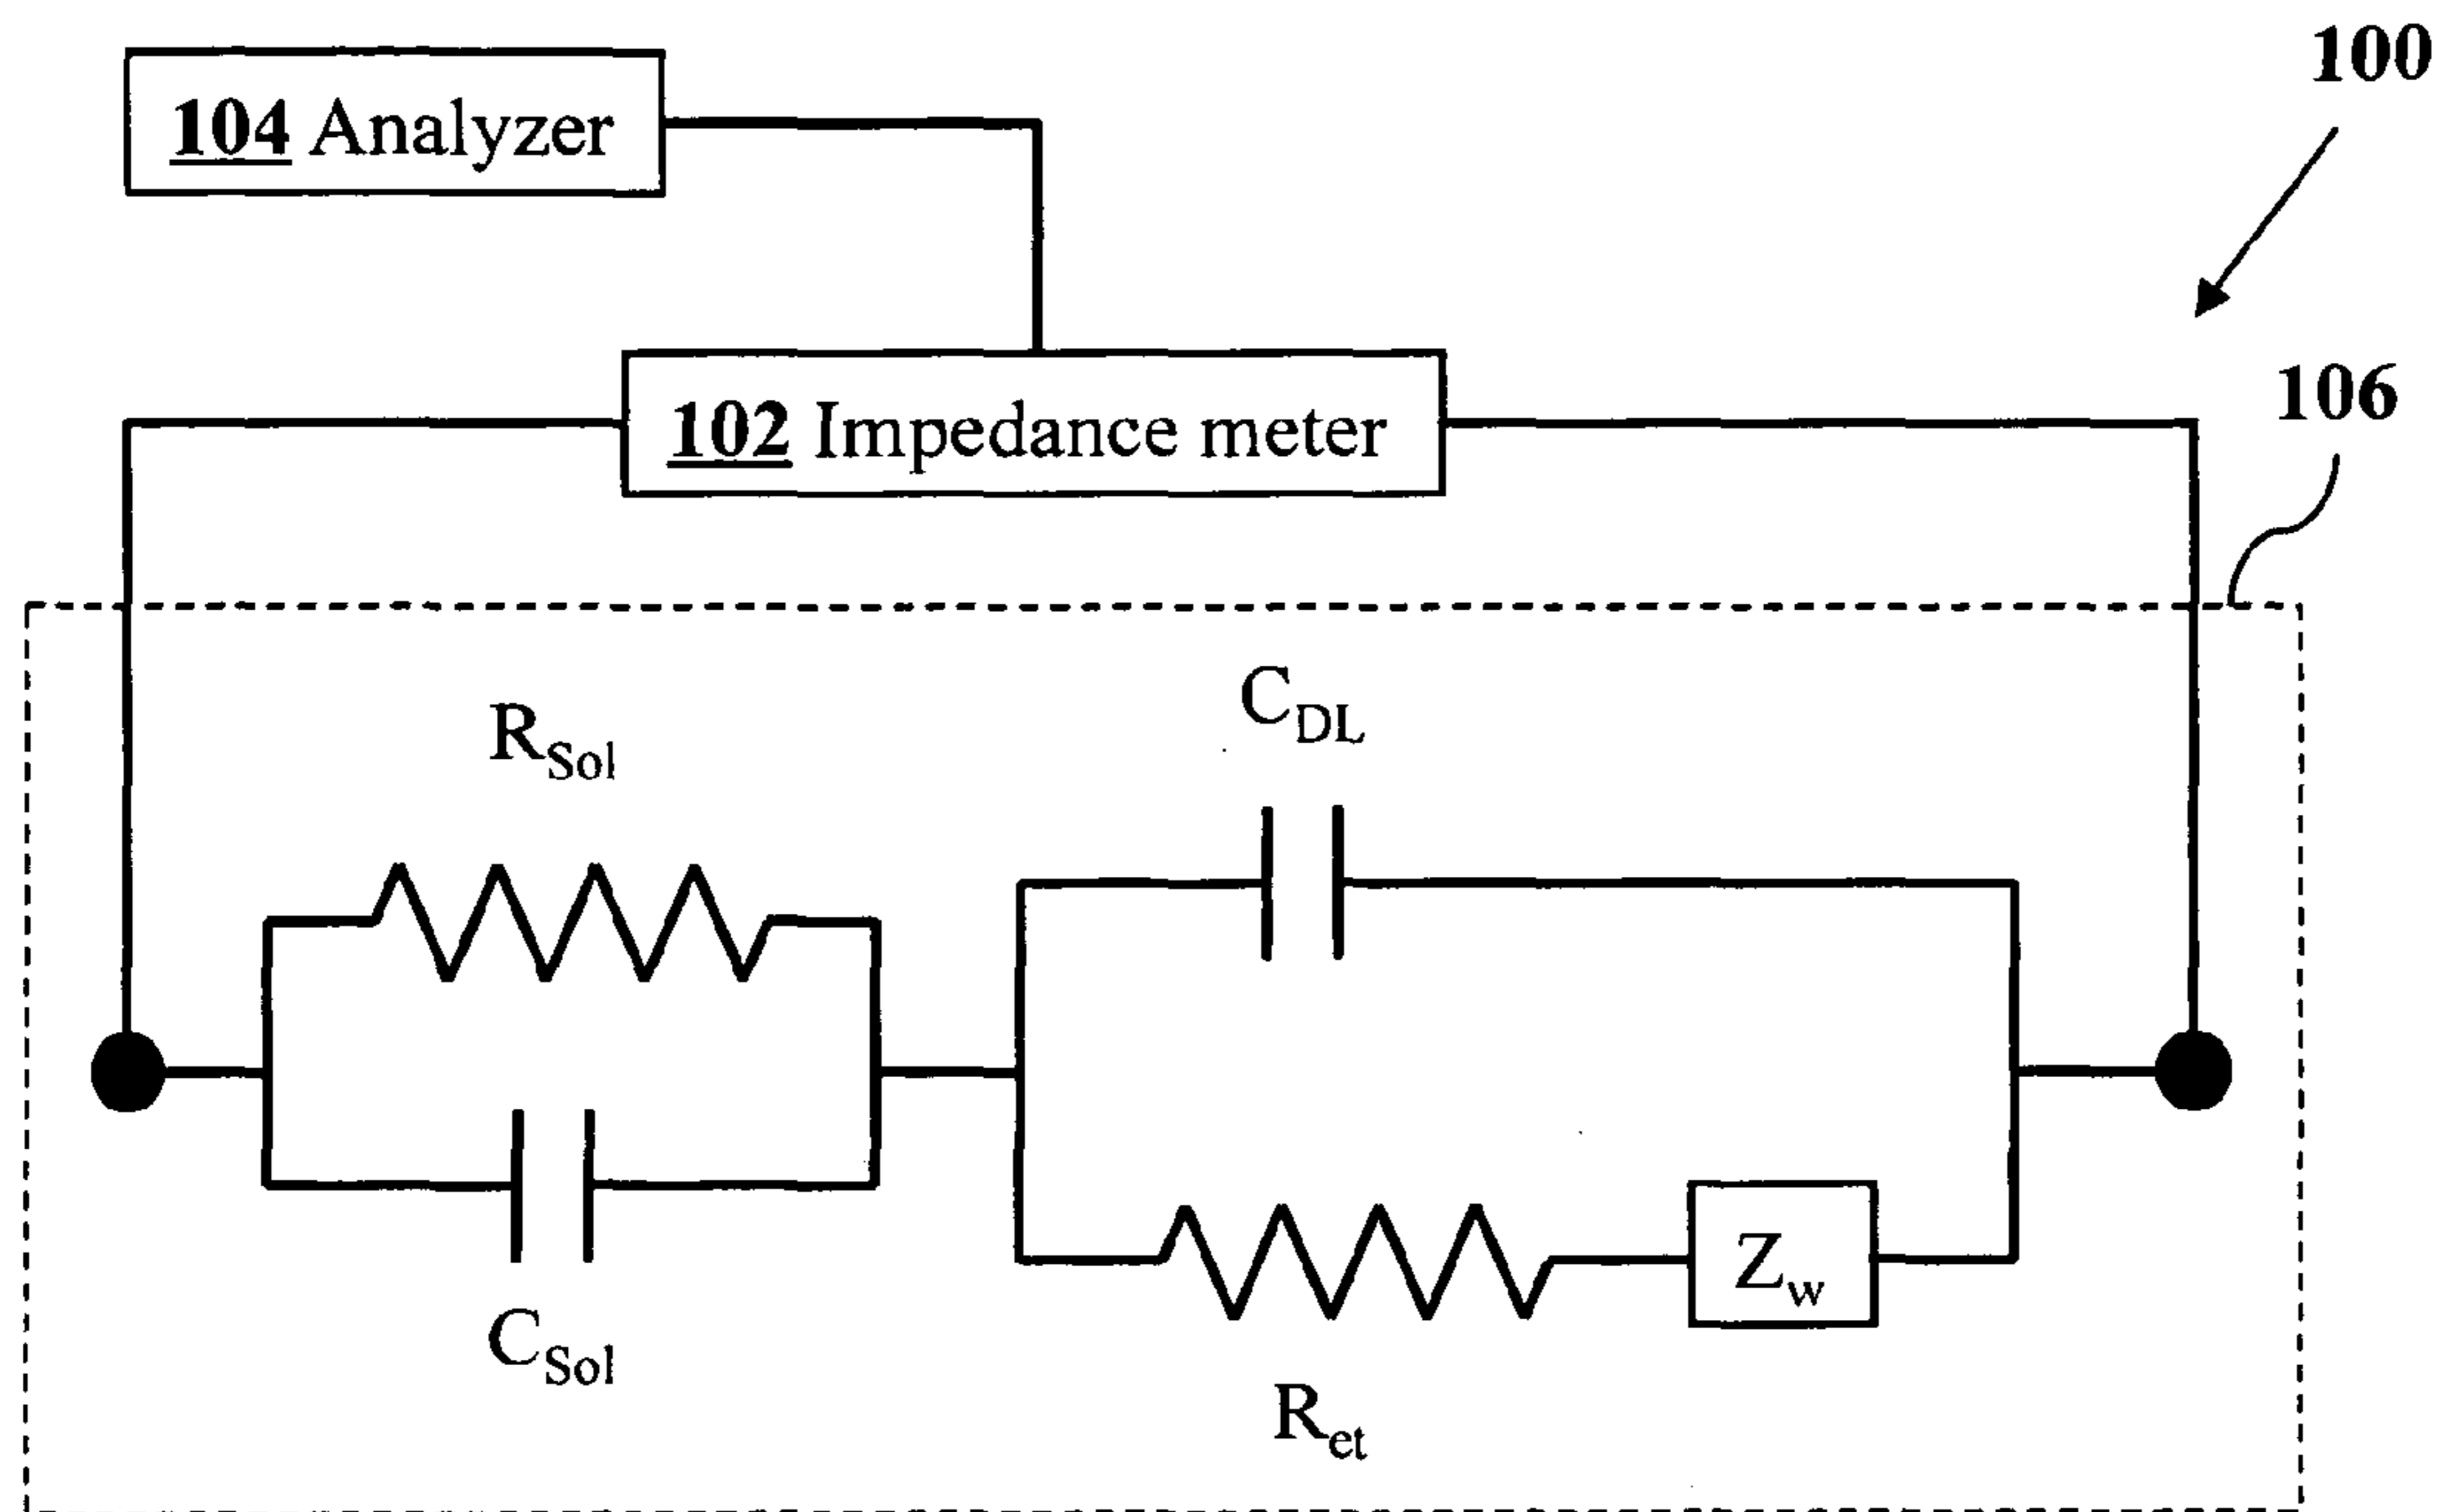 100
104 Analyzer
106
102 Impedance meter
C_DL
R_Sol
Z_w
C_Sol
R_et